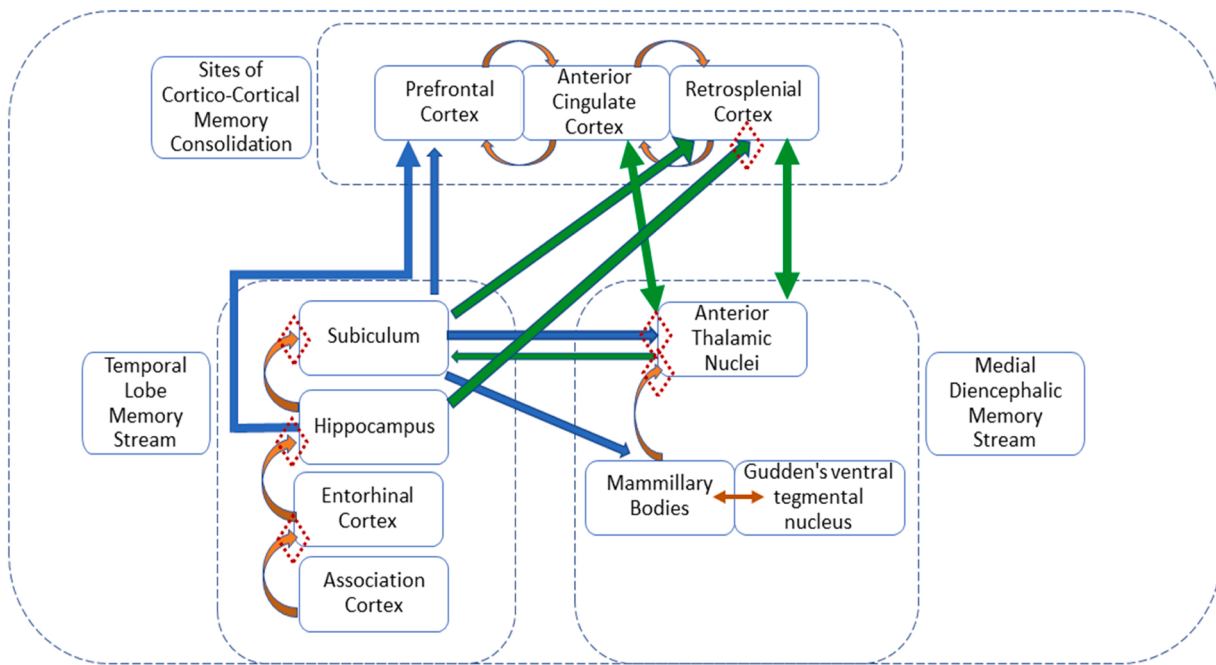 Sites of
Cortico-Cortical
Memory
Consolidation
Prefrontal
Cortex
Anterior
Cingulate
Cortex
Retrosplenial
Cortex
Temporal
Lobe
Memory
Stream
Subiculum
Hippocampus
Entorhinal
Cortex
Association
Cortex
Anterior
Thalamic
Nuclei
Mammillary
Bodies
Gudden's ventral
tegmental
nucleus
Medial
Diencephalic
Memory
Stream